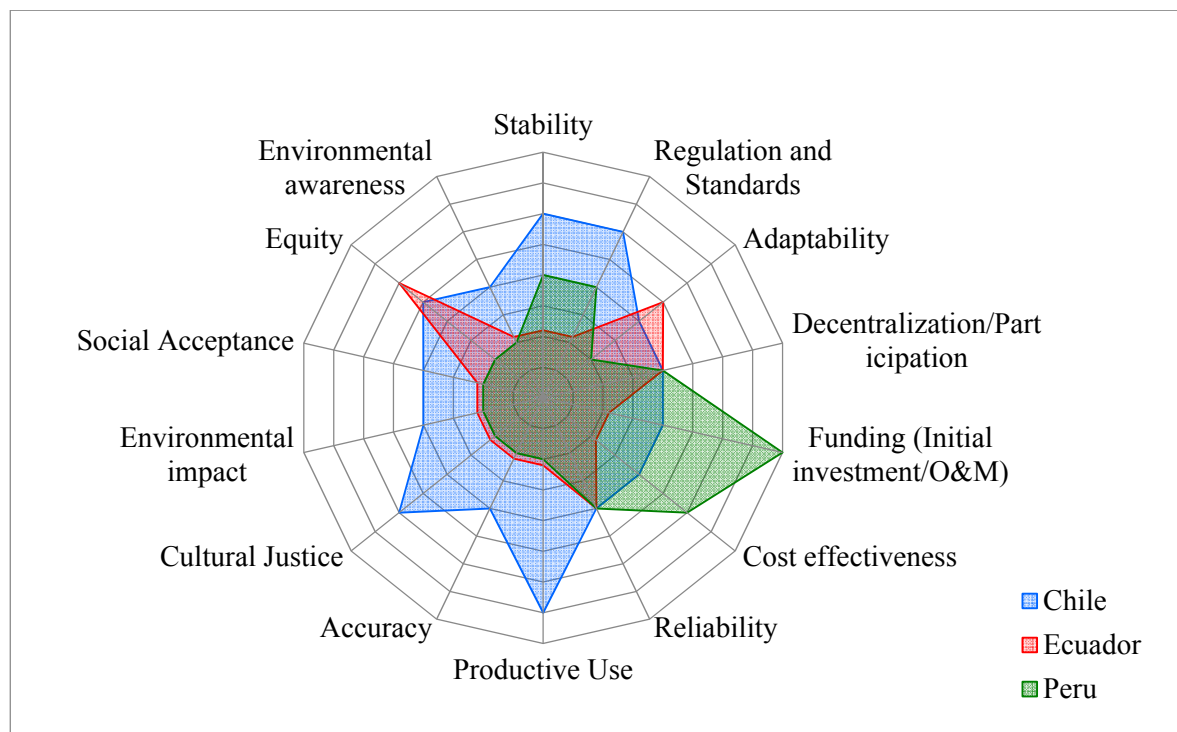 Stability
Environmental
awareness
Regulation and
Standards
Equity
Adaptability
Social Acceptance
Decentralization/Part
icipation
Environmental
impact
Funding (Initial
investment/O&M)
Cultural Justice
Cost effectiveness
Accuracy
Reliability
Productive Use
Chile
Ecuador
Peru